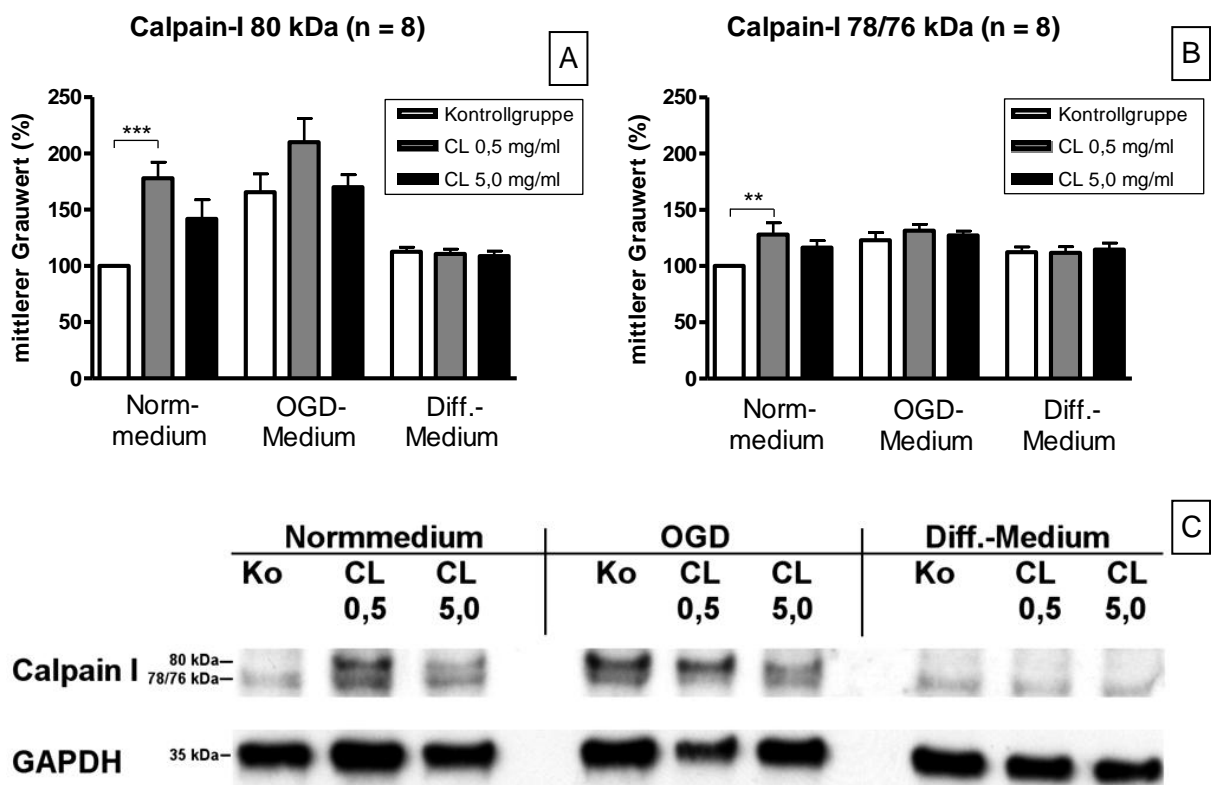 Calpain-I 80 kDa (n = 8)
A
mittlerer Grauwert (%)
250
200
150
100
50
0
***
Kontrollgruppe
CL 0,5 mg/ml
CL 5,0 mg/ml
Norm-
medium
OGD-
Medium
Diff.-
Medium
Calpain-I 78/76 kDa (n = 8)
B
mittlerer Grauwert (%)
250
200
150
100
50
0
**
Kontrollgruppe
CL 0,5 mg/ml
CL 5,0 mg/ml
Norm-
medium
OGD-
Medium
Diff.-
Medium
C
Normmedium OGD Diff.-Medium
Ko CL CL Ko CL CL Ko CL CL
0,5 5,0 0,5 5,0 0,5 5,0
Calpain I
80 kDa
78/76 kDa
GAPDH
35 kDa